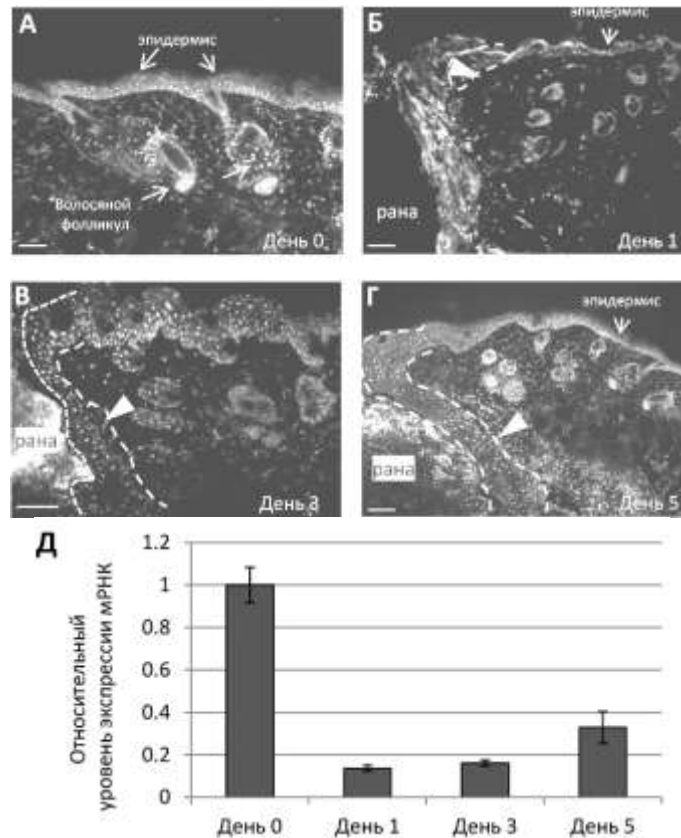 А
эпидермис
Волосяной
фолликул
День 0
Б
эпидермис
рана
День 1
В
рана
День 3
Г
эпидермис
рана
День 5
Д
Относительный
уровень экспрессии мРНК
1.2
1
0.8
0.6
0.4
0.2
0
День 0
День 1
День 3
День 5